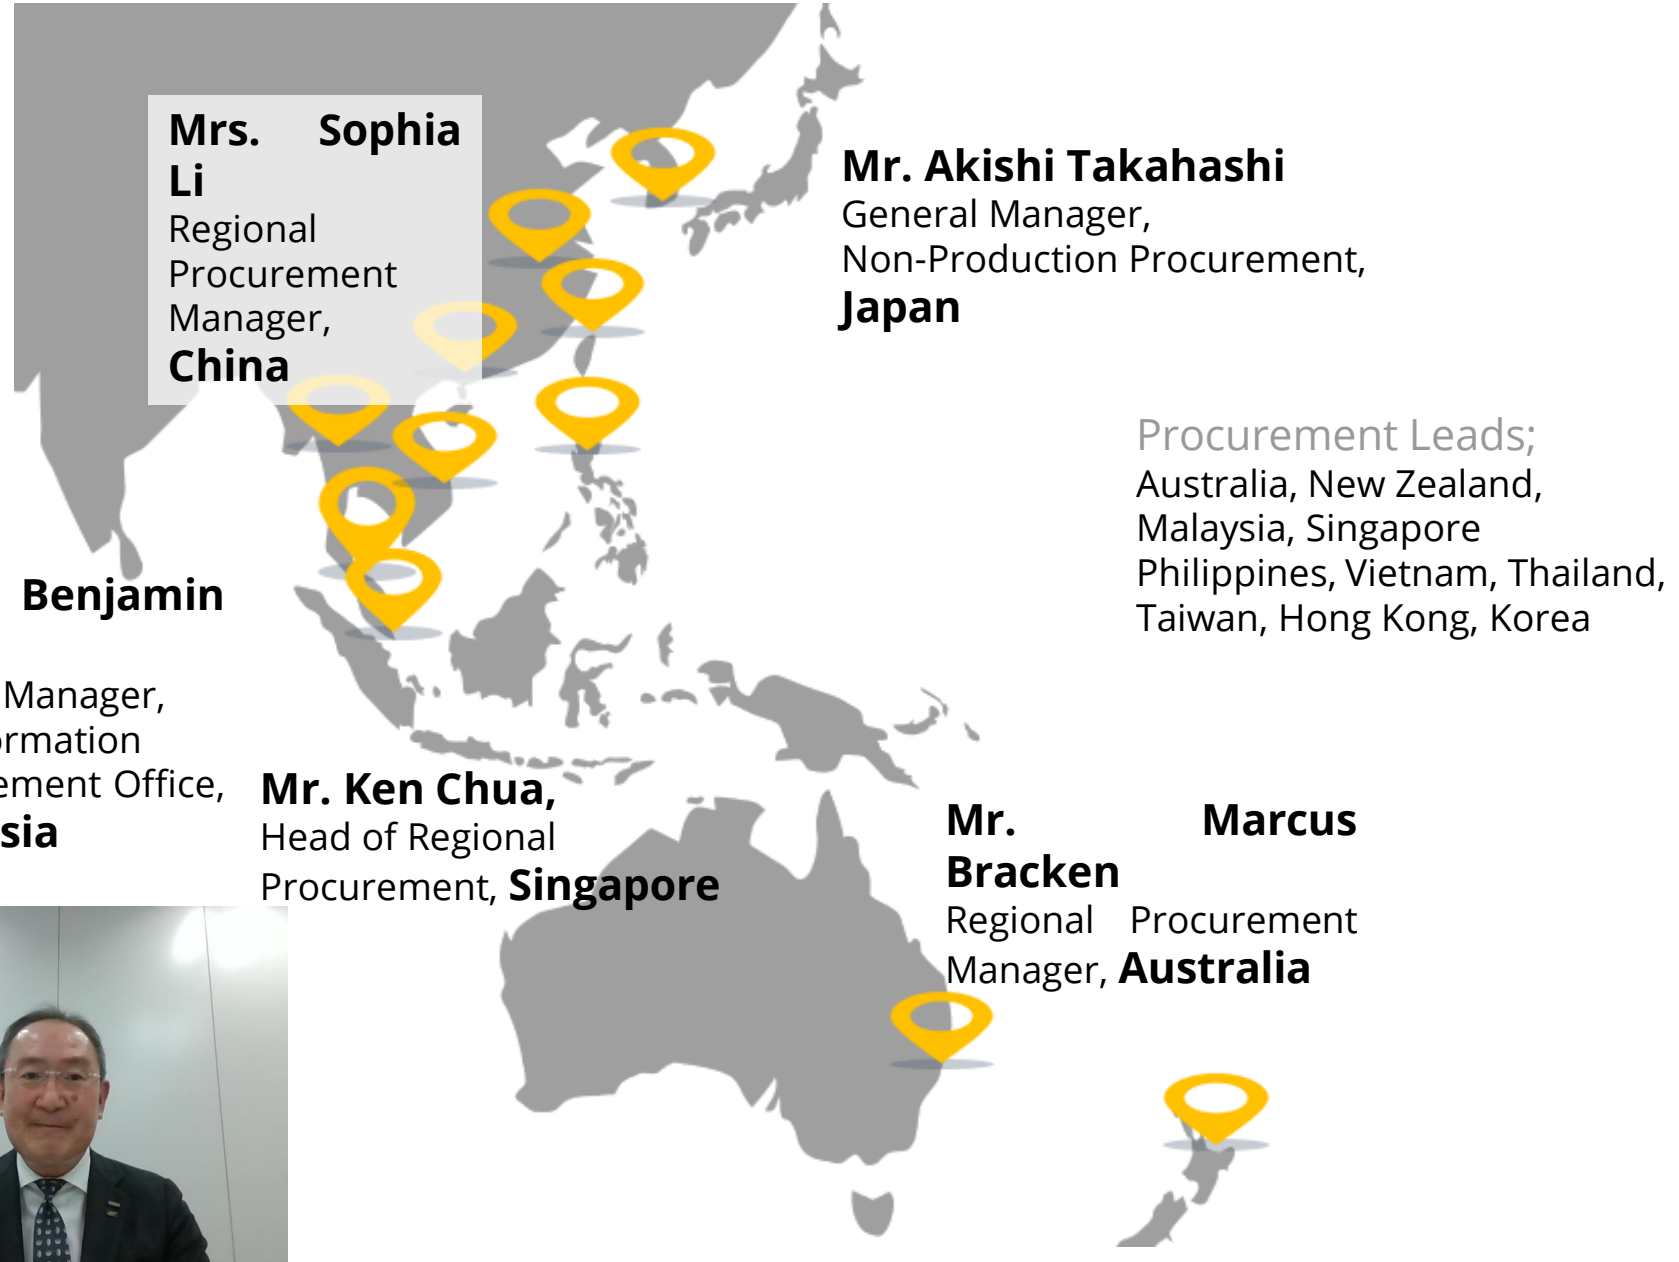 Mrs. Sophia
Li
Regional
Procurement
Manager,
China
Mr. Akishi Takahashi
General Manager,
Non-Production Procurement,
Japan
Procurement Leads;
Australia, New Zealand,
Malaysia, Singapore
Philippines, Vietnam, Thailand,
Taiwan, Hong Kong, Korea
Benjamin
Manager,
ormation
ement Office,
sia
Mr. Ken Chua,
Head of Regional
Procurement, Singapore
Mr. Marcus
Bracken
Regional Procurement
Manager, Australia